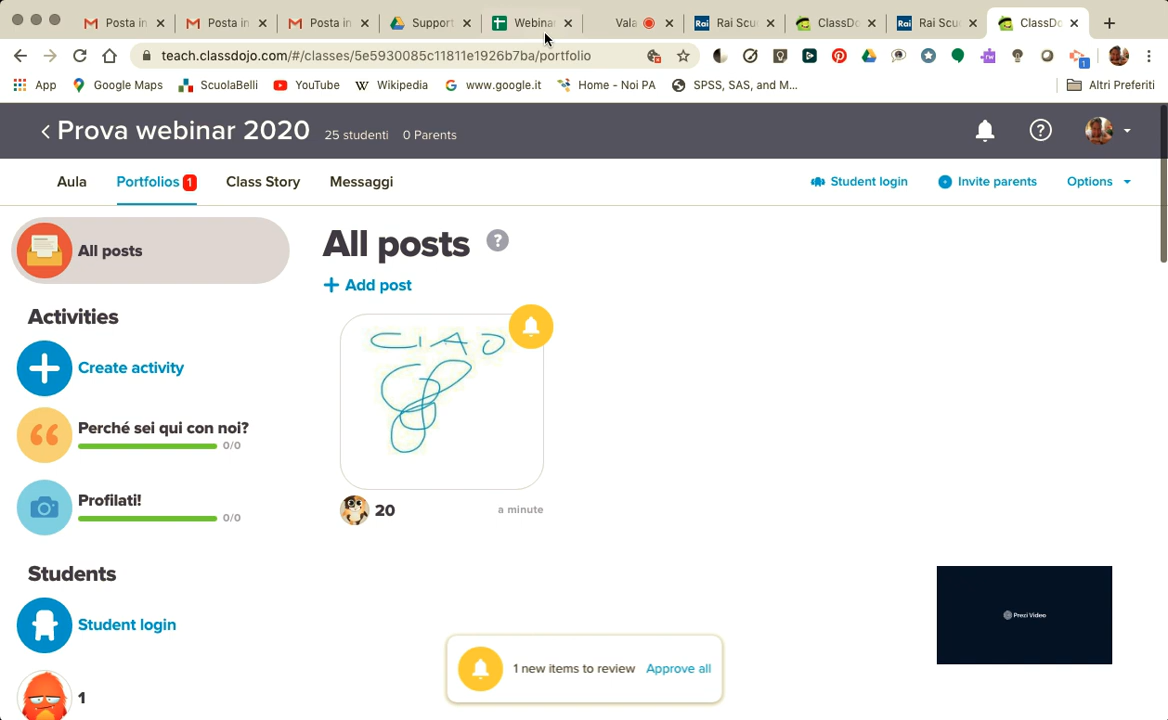 Posta in
Posta in
Posta in
Support
Webinar
Vala
Rai Scu
ClassDo
Rai Scu
ClassDo
teach.classdojo.com/#/classes/5e5930085c11811e1926b7ba/portfolio
1
App
Google Maps
ScuolaBelli
YouTube
Wikipedia
www.google.it
Home - Noi PA
SPSS, SAS, and M...
Altri Preferiti
Prova webinar 2020
25 studenti
0 Parents
Aula
Portfolios 1
Class Story
Messaggi
Student login
Invite parents
Options
All posts
All posts
Add post
Activities
Create activity
CIAO
Perché sei qui con noi?
0/0
Profilati!
0/0
20
a minute
Students
Student login
1
Prezi Video
1 new items to review
Approve all